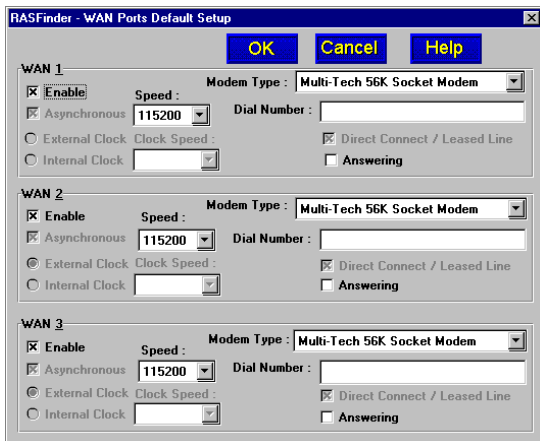 RASFinder - WAN Ports Default Setup
OK Cancel Help
WAN 1
Modem Type : Multi-Tech 56K Socket Modem
Enable Speed :
Asynchronous 115200 Dial Number :
External Clock Clock Speed : Direct Connect / Leased Line
Internal Clock Answering
WAN 2
Modem Type : Multi-Tech 56K Socket Modem
Enable Speed :
Asynchronous 115200 Dial Number :
External Clock Clock Speed : Direct Connect / Leased Line
Internal Clock Answering
WAN 3
Modem Type : Multi-Tech 56K Socket Modem
Enable Speed :
Asynchronous 115200 Dial Number :
External Clock Clock Speed : Direct Connect / Leased Line
Internal Clock Answering